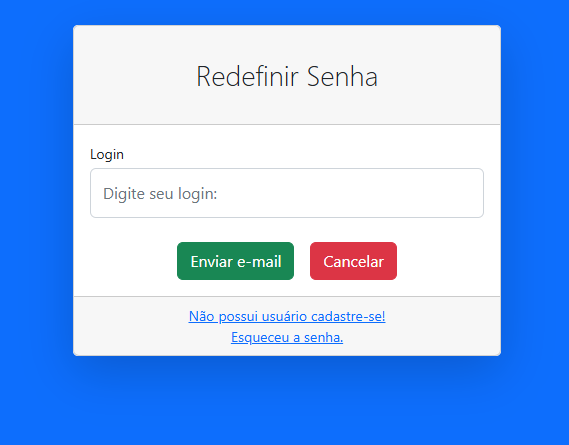 Redefinir Senha
Login
Digite seu login:
Enviar e-mail
Cancelar
Não possui usuário cadastre-se!
Esqueceu a senha.